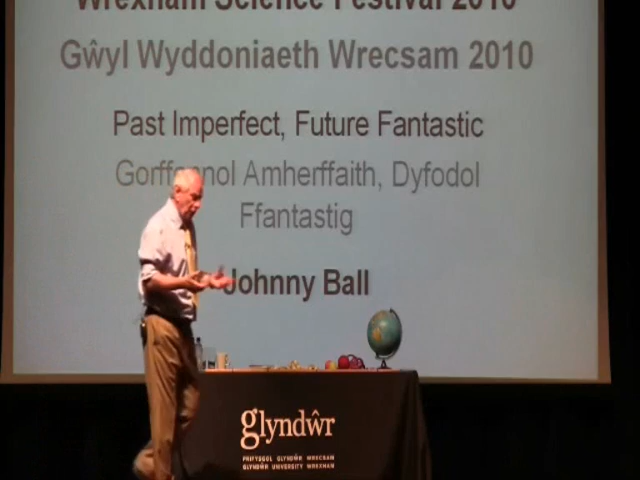 Wrexham Science Festival 2010
Gŵyl Wyddoniaeth Wrecsam 2010
Past Imperfect, Future Fantastic
Gorffennol Amherffaith, Dyfodol
Ffantastig
Johnny Ball
glyndŵr
PRIFYSGOL GLYNDŴR WRECSAM
GLYNDŴR UNIVERSITY WREXHAM